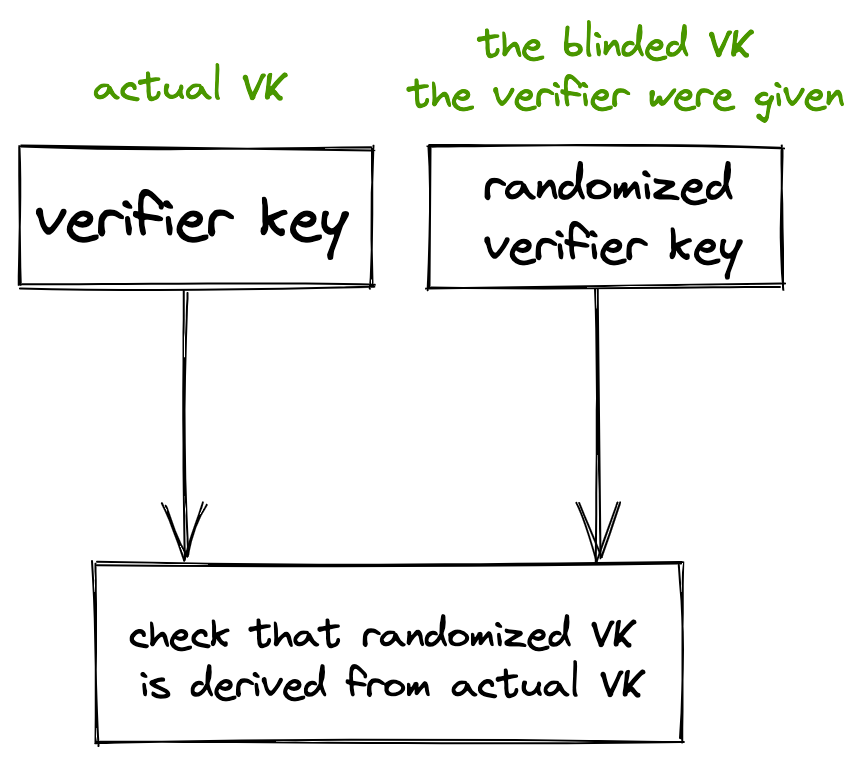 actual VK
the blinded VK
the verifier were given
verifier key
randomized
verifier key
check that randomized VK
is derived from actual VK